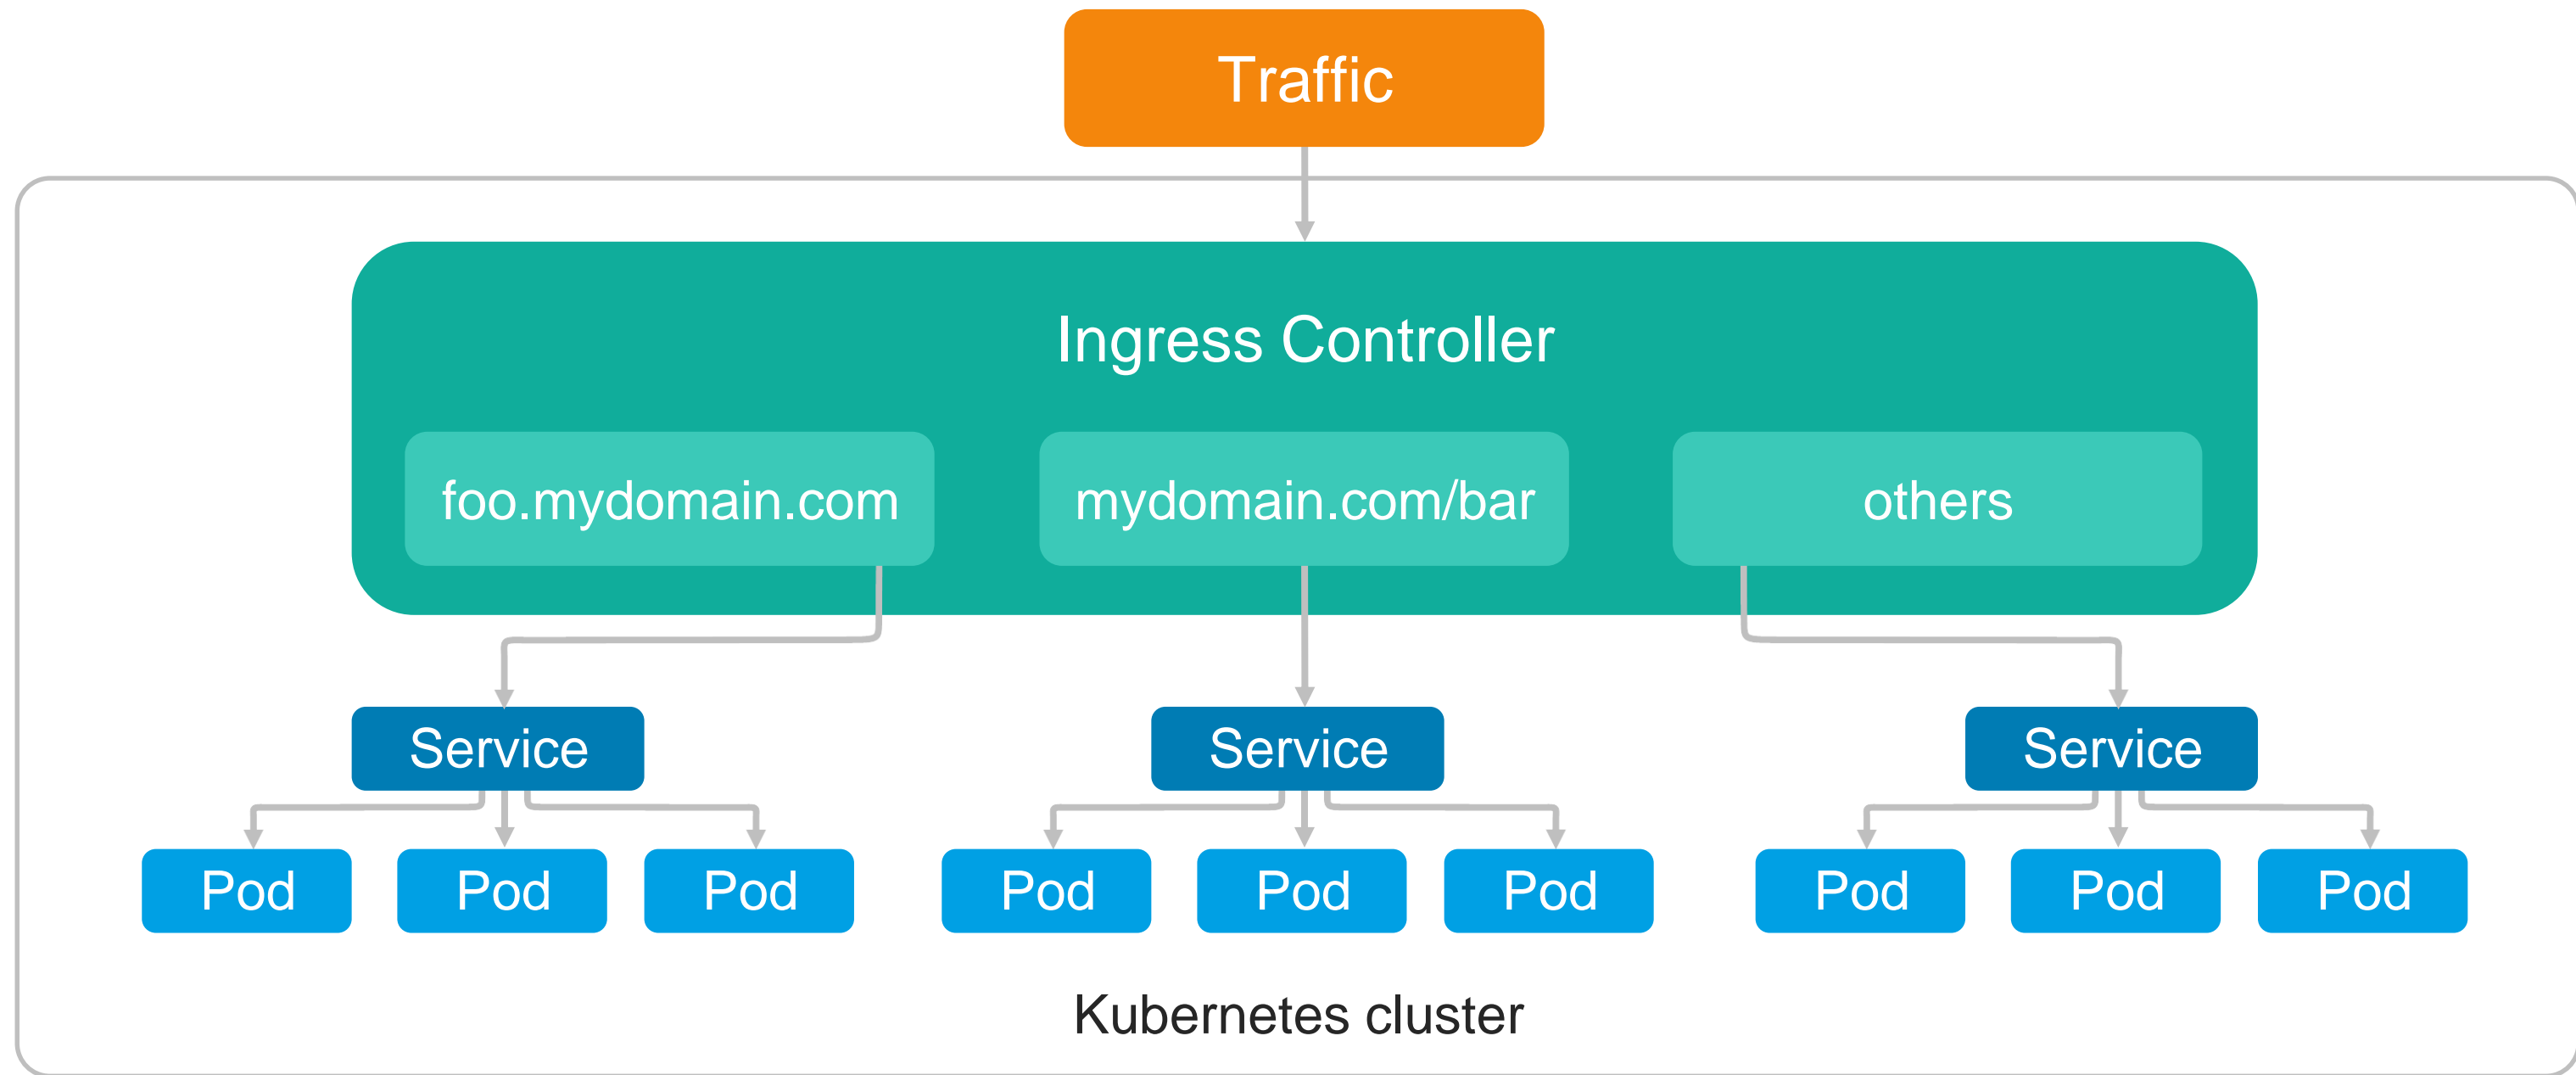 Traffic
Ingress Controller
foo.mydomain.com
mydomain.com/bar
others
Service
Service
Service
Pod
Pod
Pod
Pod
Pod
Pod
Pod
Pod
Pod
Kubernetes cluster